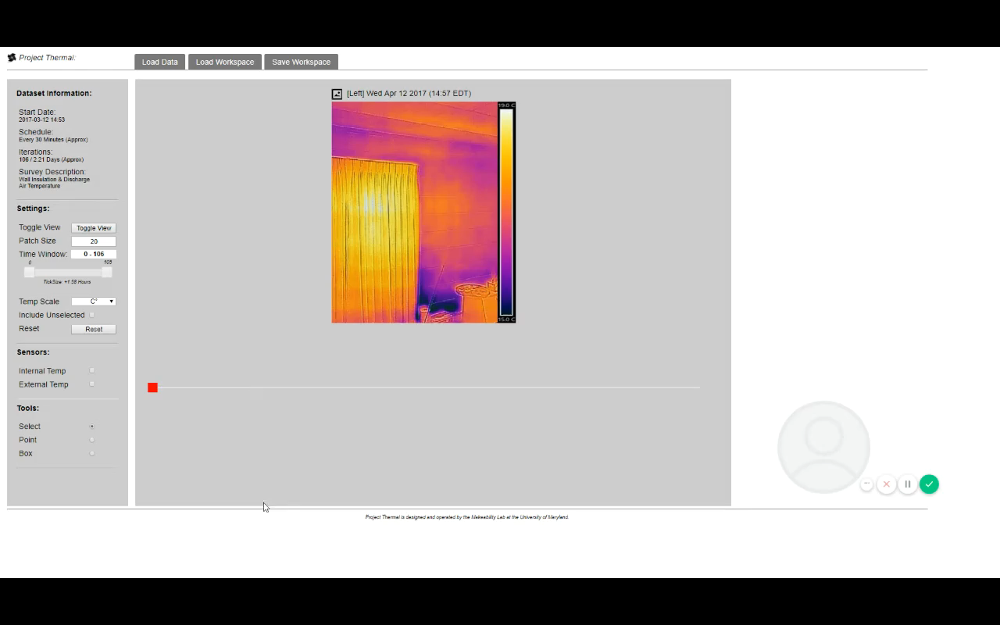 Project Thermal:
Load Data
Load Workspace
Save Workspace
Dataset Information:
Start Date:
2017-03-12 14:53
Schedule:
Every 30 Minutes (Approx)
Iterations:
106 / 2.21 Days (Approx)
Survey Description:
Wall Insulation & Discharge
Air Temperature
Settings:
Toggle View Toggle View
Patch Size 20
Time Window: 0 - 106
0 105
TickSize: +1.58 Hours
Temp Scale C°
Include Unselected
Reset Reset
Sensors:
Internal Temp
External Temp
Tools:
Select
Point
Box
[Left] Wed Apr 12 2017 (14:57 EDT)
19.0 C
15.0 C
Project Thermal is designed and operated by the Makeability Lab at the University of Maryland.